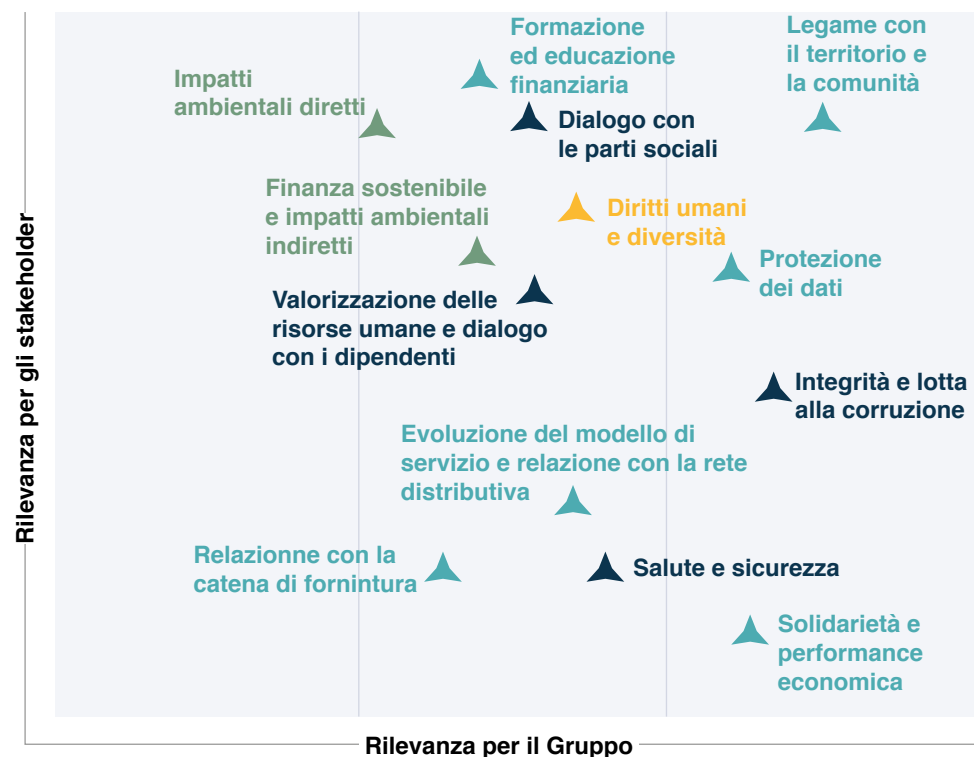 Formazione
ed educazione
finanziaria
Legame con
il territorio e
la comunità
Impatti
ambientali diretti
Dialogo con
le parti sociali
Finanza sostenibile
e impatti ambientali
indiretti
Diritti umani
e diversità
Protezione
dei dati
Valorizzazione delle
risorse umane e dialogo
con i dipendenti
Integrità e lotta
alla corruzione
Evoluzione del modello di
servizio e relazione con la rete
distributiva
Relazionne con la
catena di fornintura
Salute e sicurezza
Solidarietà e
performance
economica
Rilevanza per gli stakeholder
Rilevanza per il Gruppo